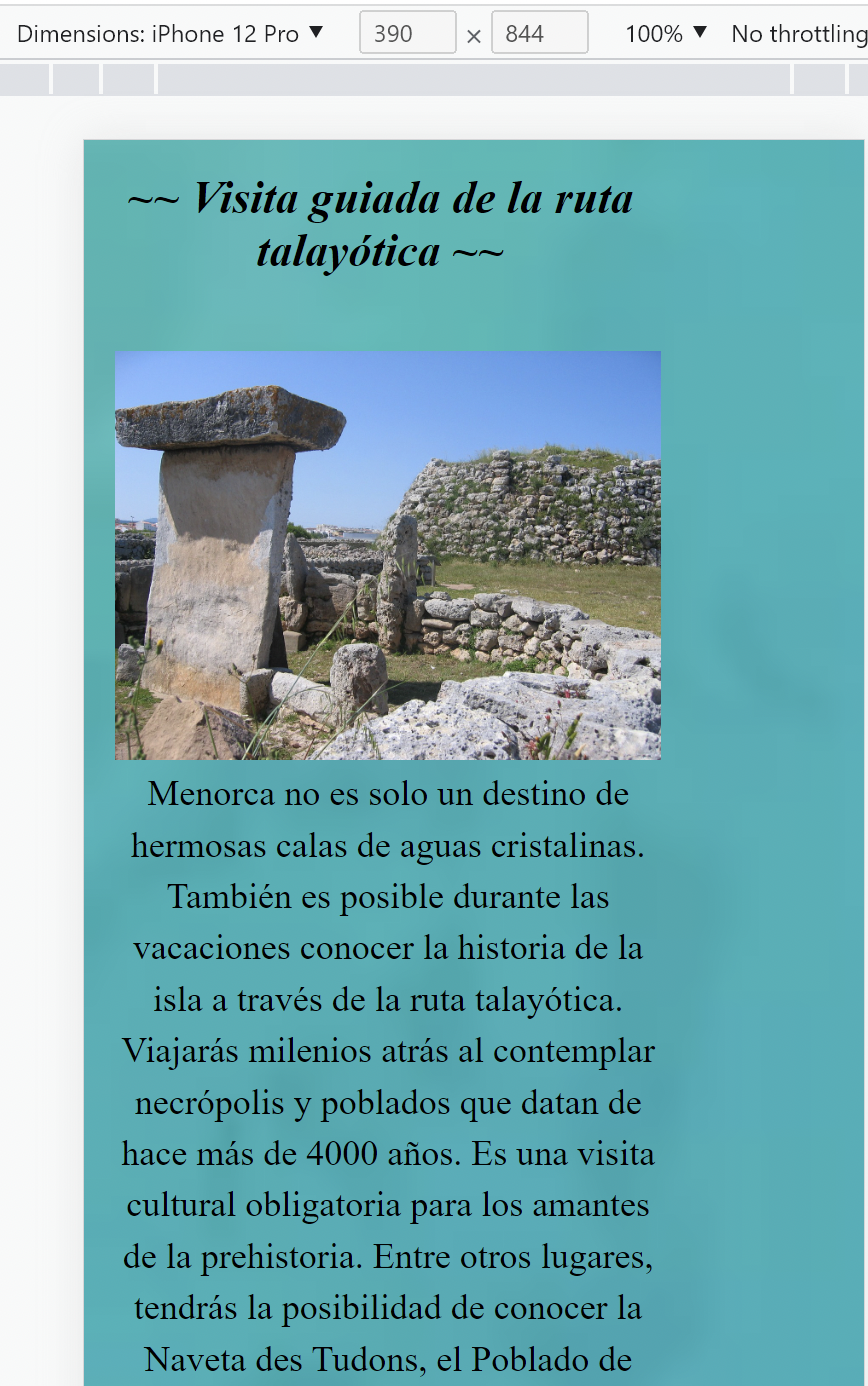 Dimensions: iPhone 12 Pro ▼ 390 × 844 100% ▼ No throttling
~~ Visita guiada de la ruta
talayótica ~~
Menorca no es solo un destino de
hermosas calas de aguas cristalinas.
También es posible durante las
vacaciones conocer la historia de la
isla a través de la ruta talayótica.
Viajarás milenios atrás al contemplar
necrópolis y poblados que datan de
hace más de 4000 años. Es una visita
cultural obligatoria para los amantes
de la prehistoria. Entre otros lugares,
tendrás la posibilidad de conocer la
Naveta des Tudons, el Poblado de